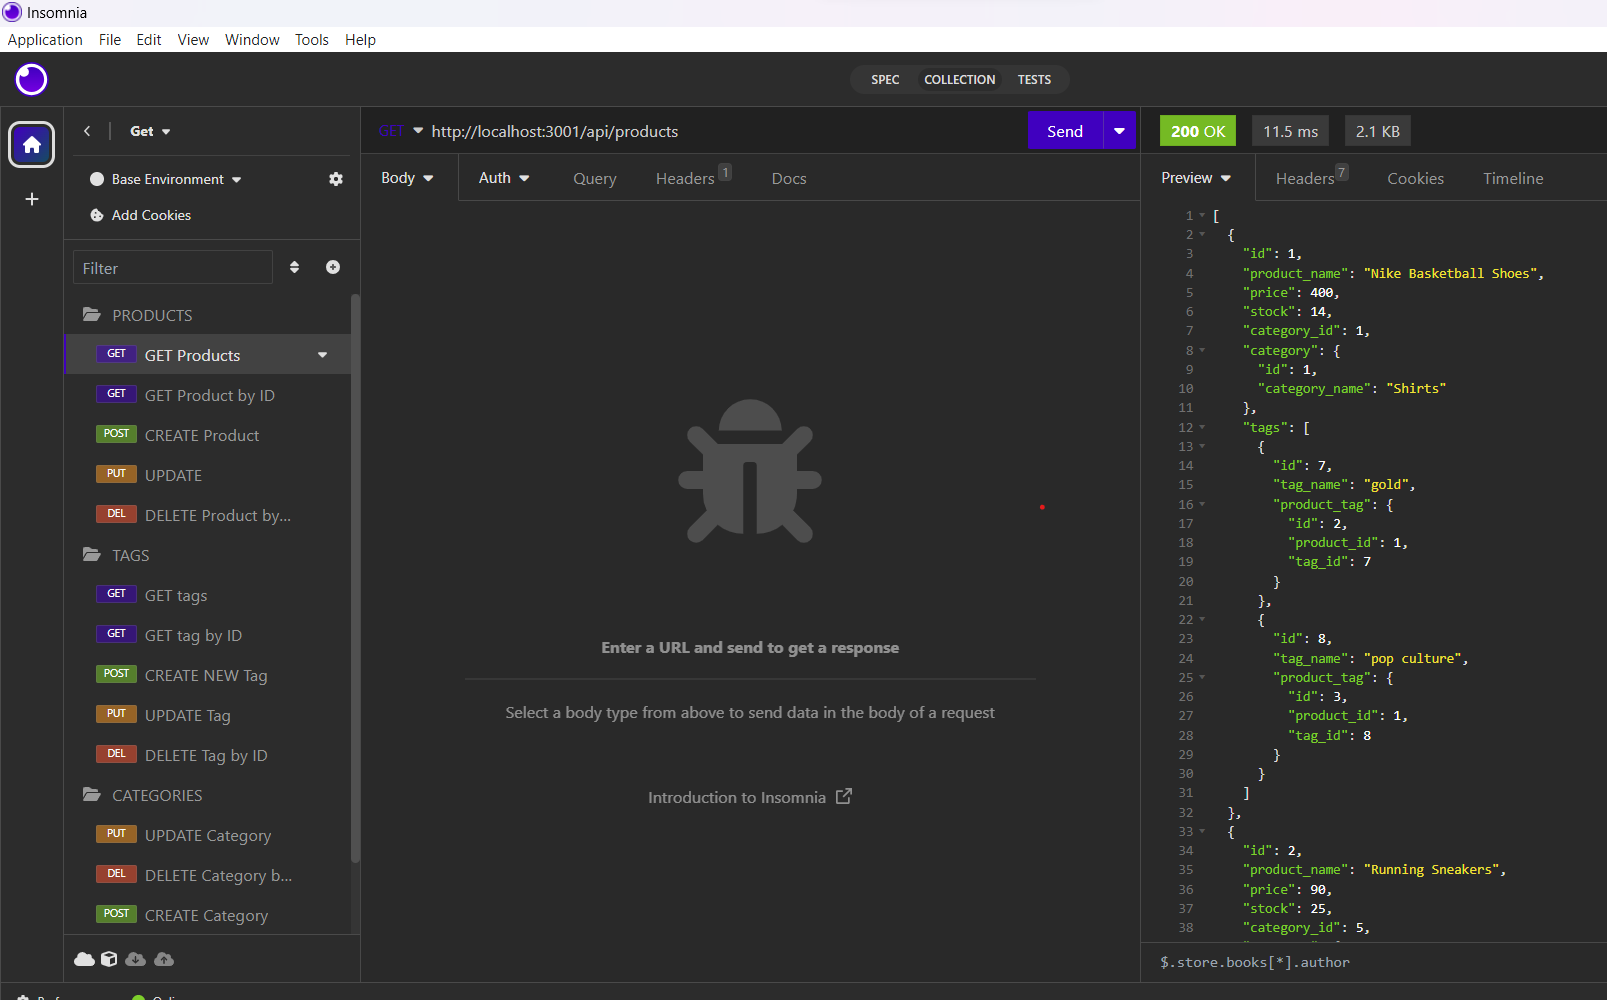 Insomnia
Application File Edit View Window Tools Help
SPEC COLLECTION TESTS
Get
Base Environment
Add Cookies
Filter
PRODUCTS
GET GET Products
GET GET Product by ID
POST CREATE Product
PUT UPDATE
DEL DELETE Product by...
TAGS
GET GET tags
GET GET tag by ID
POST CREATE NEW Tag
PUT UPDATE Tag
DEL DELETE Tag by ID
CATEGORIES
PUT UPDATE Category
DEL DELETE Category b...
POST CREATE Category
GET http://localhost:3001/api/products Send
Body Auth Query Headers 1 Docs
Enter a URL and send to get a response
Select a body type from above to send data in the body of a request
Introduction to Insomnia
200 OK 11.5 ms 2.1 KB
Preview Headers 7 Cookies Timeline
1 [
2 {
3 "id": 1,
4 "product_name": "Nike Basketball Shoes",
5 "price": 400,
6 "stock": 14,
7 "category_id": 1,
8 "category": {
9 "id": 1,
10 "category_name": "Shirts"
11 },
12 "tags": [
13 {
14 "id": 7,
15 "tag_name": "gold",
16 "product_tag": {
17 "id": 2,
18 "product_id": 1,
19 "tag_id": 7
20 }
21 },
22 {
23 "id": 8,
24 "tag_name": "pop culture",
25 "product_tag": {
26 "id": 3,
27 "product_id": 1,
28 "tag_id": 8
29 }
30 }
31 ]
32 },
33 {
34 "id": 2,
35 "product_name": "Running Sneakers",
36 "price": 90,
37 "stock": 25,
38 "category_id": 5,
$.store.books[*].author